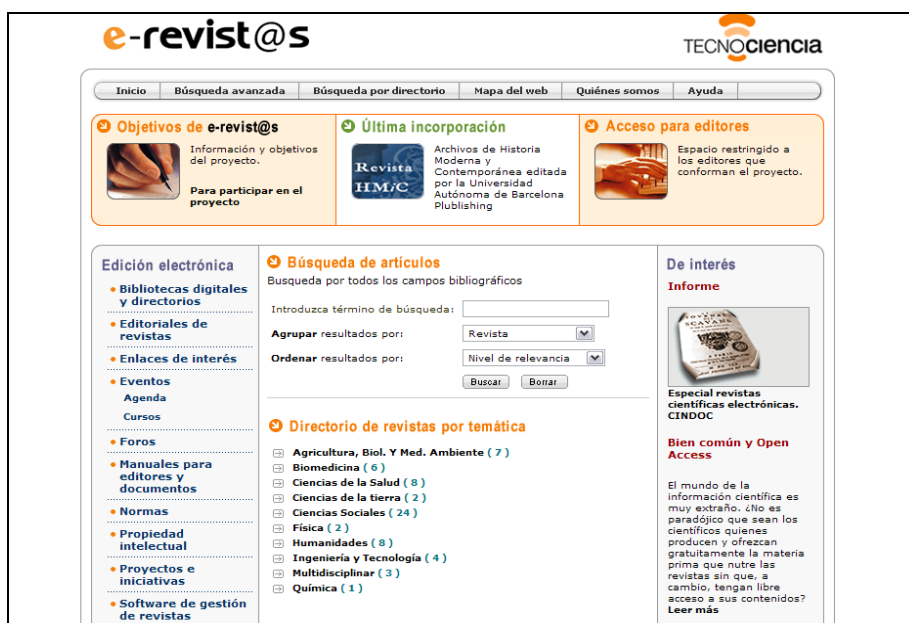 e-revist@s
TECNOCIENCIA
Inicio
Búsqueda avanzada
Búsqueda por directorio
Mapa del web
Quiénes somos
Ayuda
Objetivos de e-revist@s
Información y objetivos
del proyecto.
Para participar en el
proyecto
Última incorporación
Revista
HMiC
Archivos de Historia
Moderna y
Contemporánea editada
por la Universidad
Autónoma de Barcelona
Plublishing
Acceso para editores
Espacio restringido a
los editores que
conforman el proyecto.
Edición electrónica
Bibliotecas digitales
y directorios
Editoriales de
revistas
Enlaces de interés
Eventos
Agenda
Cursos
Foros
Manuales para
editores y
documentos
Normas
Propiedad
intelectual
Proyectos e
iniciativas
Software de gestión
de revistas
Búsqueda de artículos
Busqueda por todos los campos bibliográficos
Introduzca término de búsqueda:
Agrupar resultados por: Revista
Ordenar resultados por: Nivel de relevancia
Buscar Borrar
Directorio de revistas por temática
Agricultura, Biol. Y Med. Ambiente ( 7 )
Biomedicina ( 6 )
Ciencias de la Salud ( 8 )
Ciencias de la tierra ( 2 )
Ciencias Sociales ( 24 )
Física ( 2 )
Humanidades ( 8 )
Ingeniería y Tecnología ( 4 )
Multidisciplinar ( 3 )
Química ( 1 )
De interés
Informe
Especial revistas
científicas electrónicas.
CINDOC
Bien común y Open
Access
El mundo de la
información científica es
muy extraño. ¿No es
paradójico que sean los
científicos quienes
producen y ofrezcan
gratuitamente la materia
prima que nutre las
revistas sin que, a
cambio, tengan libre
acceso a sus contenidos?
Leer más